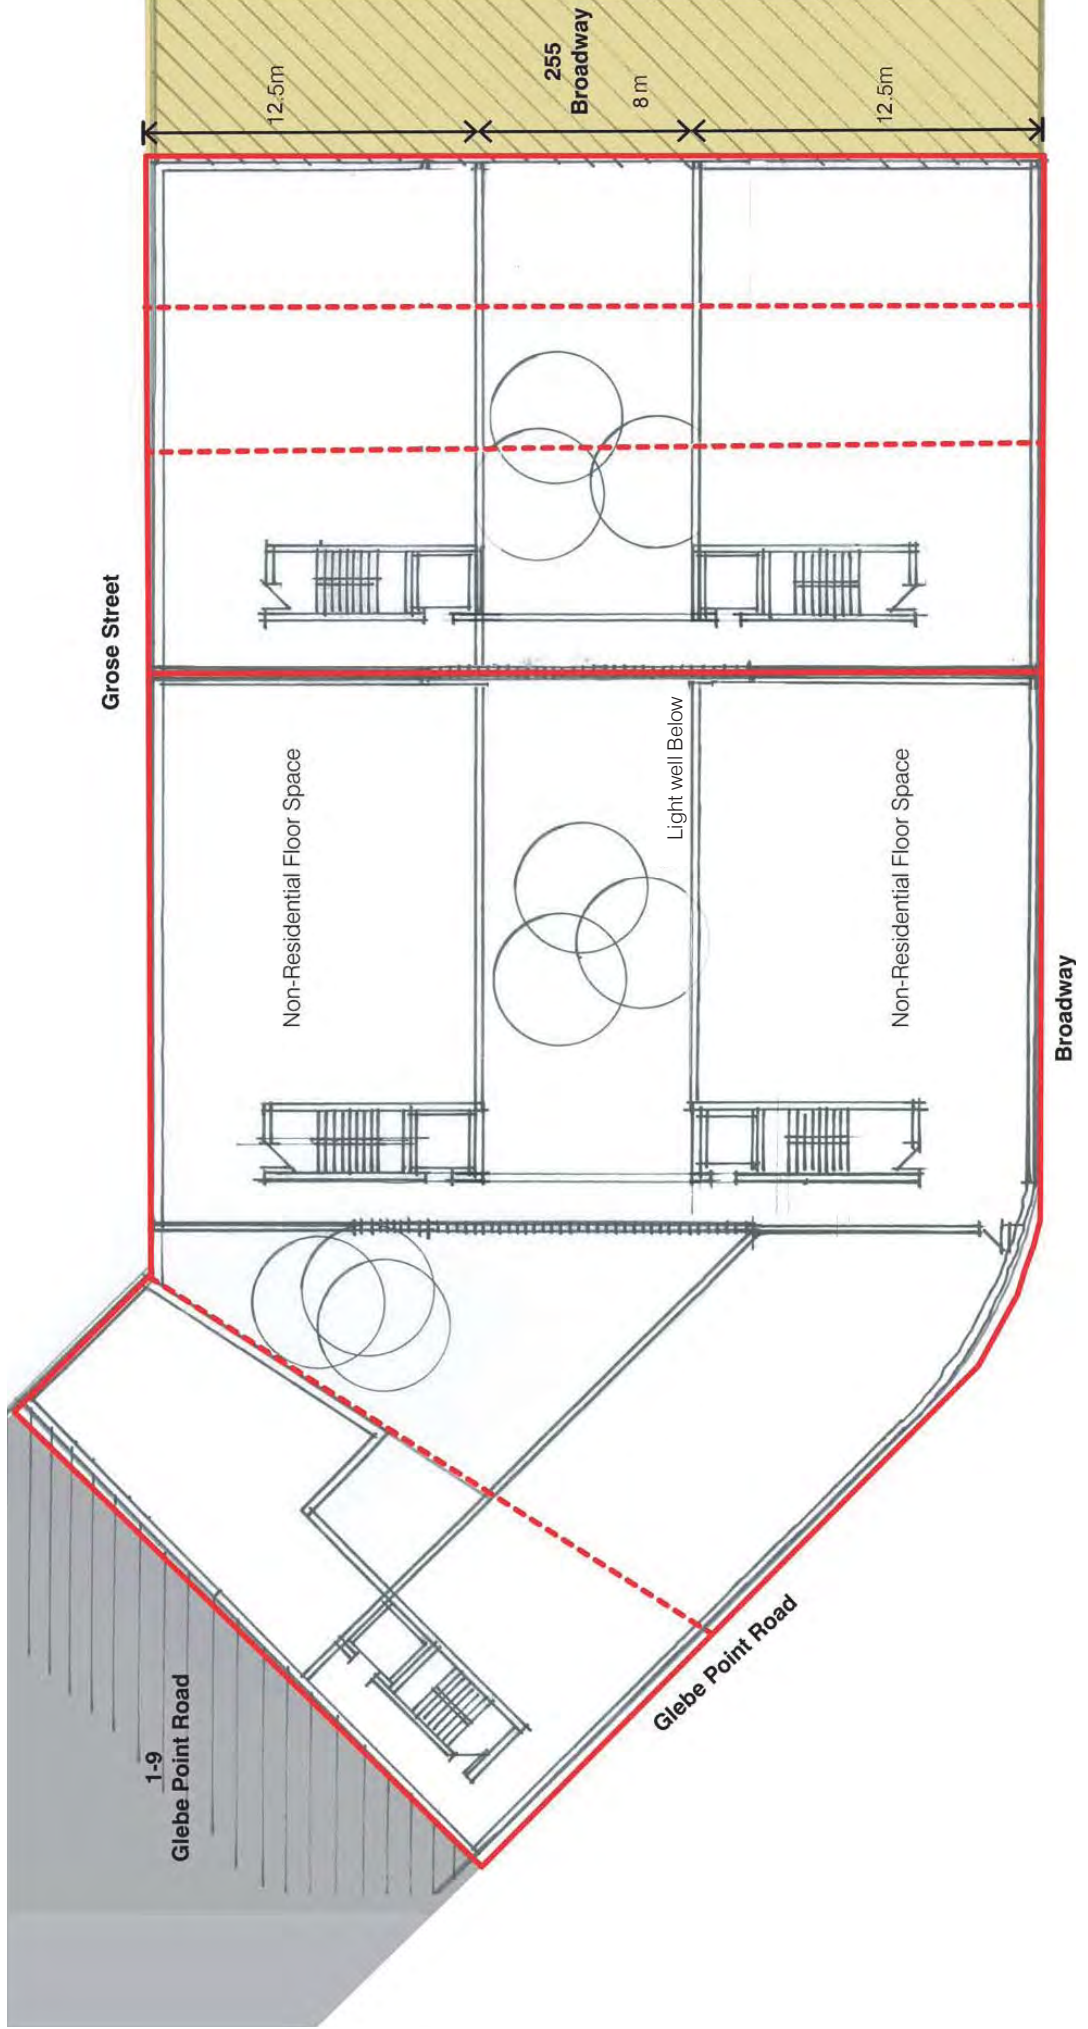 Grose Street
12.5m
255
Broadway
8 m
12.5m
Non-Residential Floor Space
Light well Below
Non-Residential Floor Space
Broadway
1-9
Glebe Point Road
Glebe Point Road